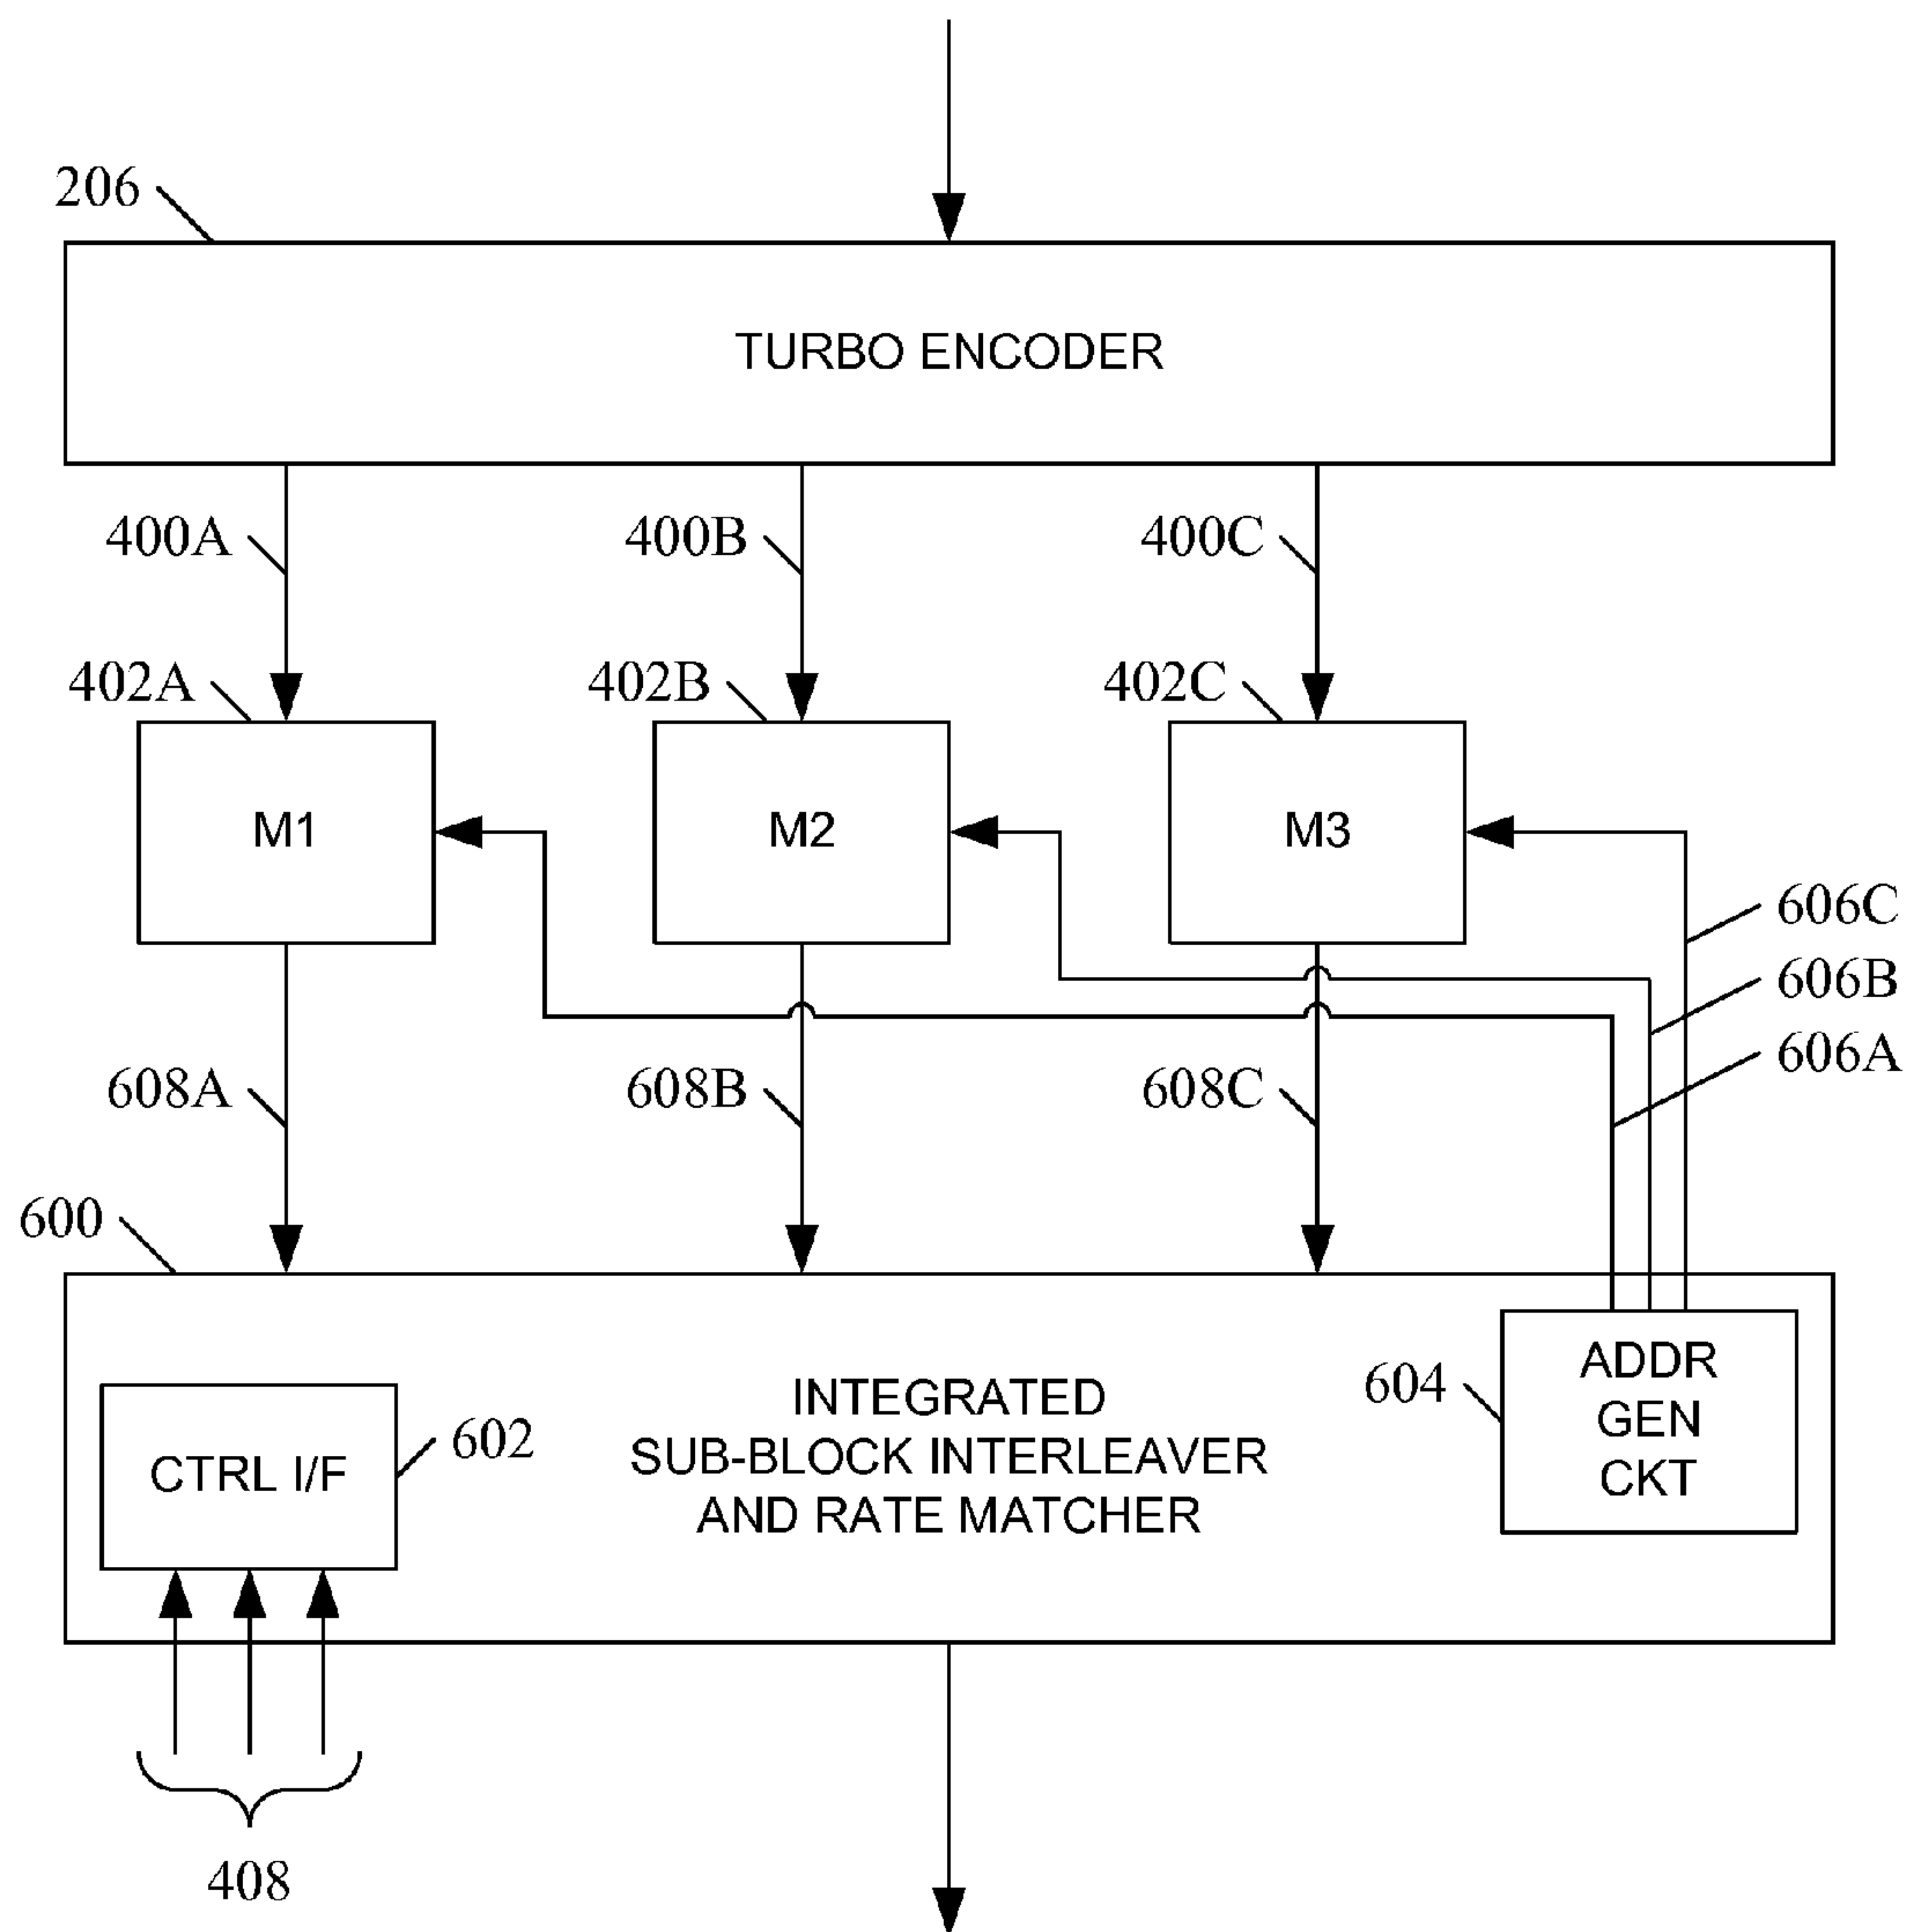 206
TURBO ENCODER
400A
400B
400C
402A
402B
402C
M1
M2
M3
606C
606B
606A
608A
608B
608C
600
604
ADDR
GEN
CKT
602
CTRL I/F
INTEGRATED
SUB-BLOCK INTERLEAVER
AND RATE MATCHER
408